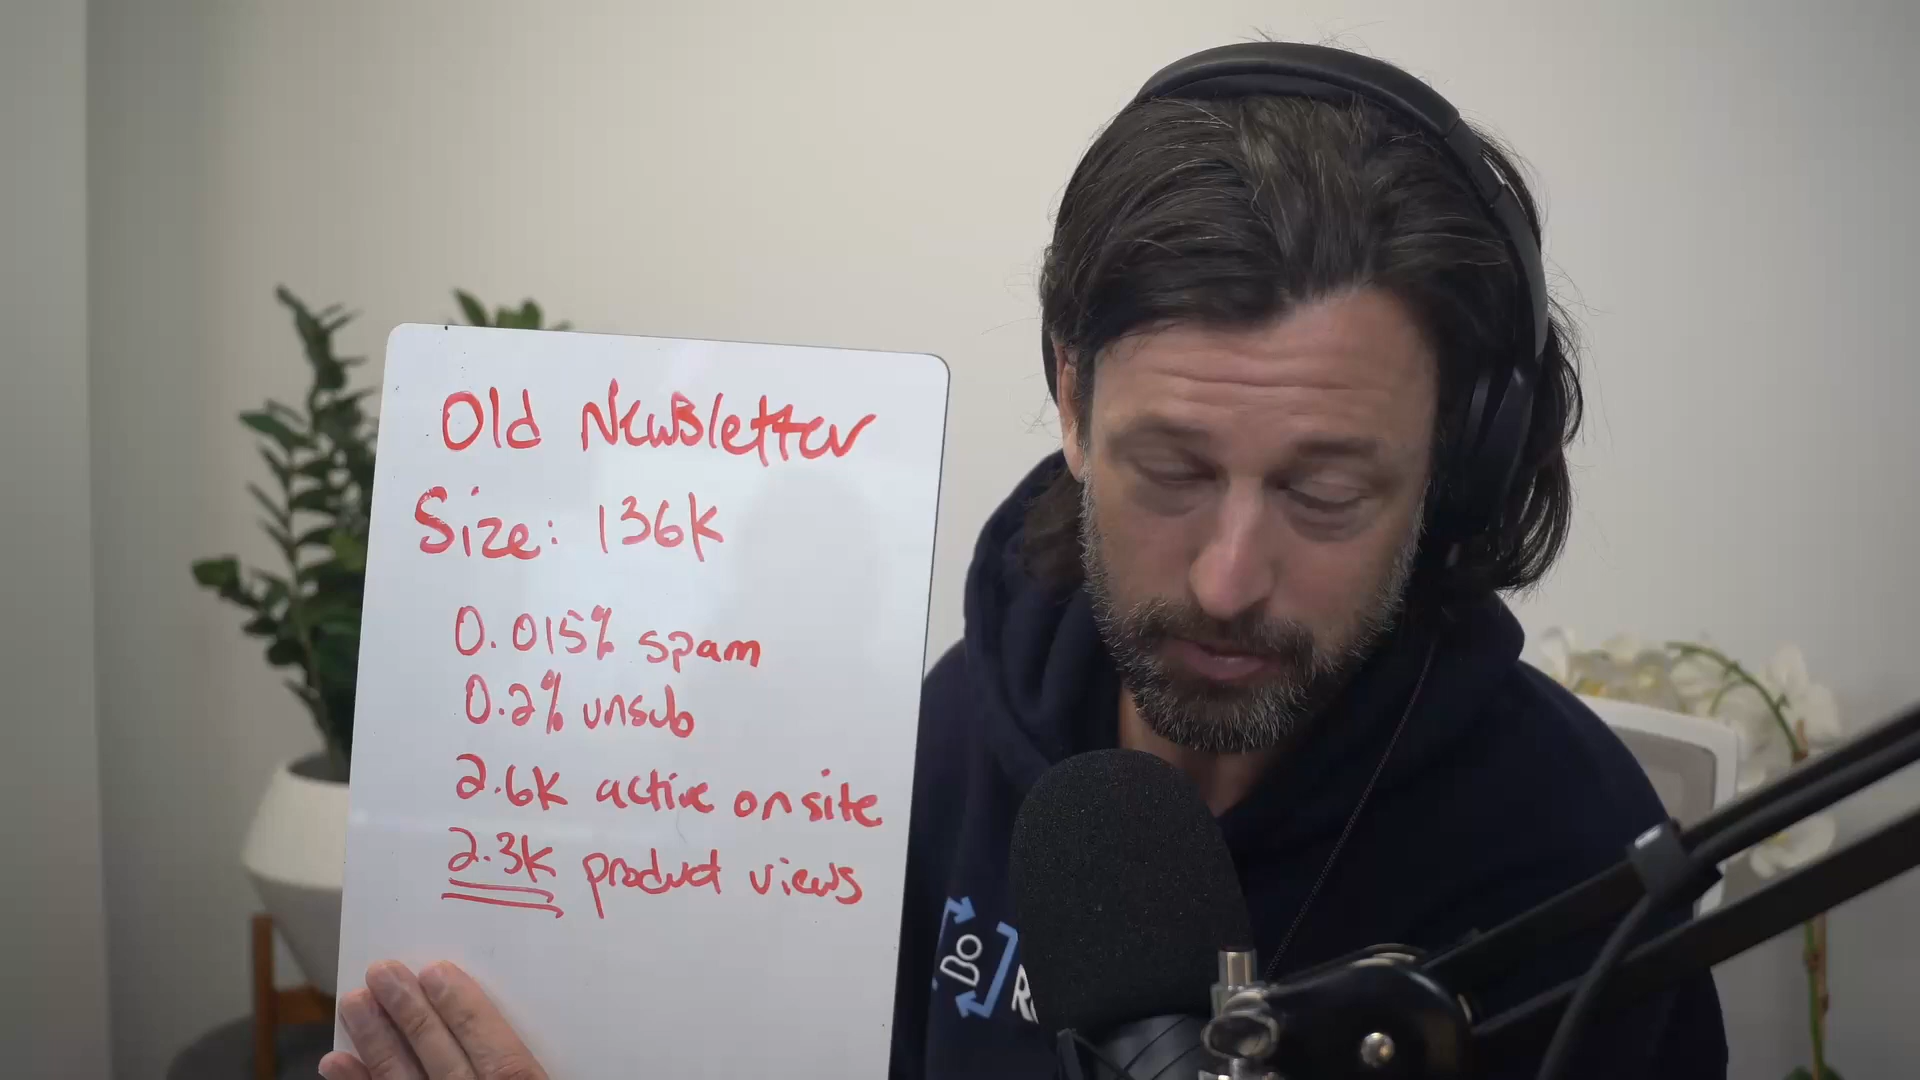 Old Newsletter
Size: 136K
0.015% spam
0.2% unsub
2.6K active on site
2.3K product views